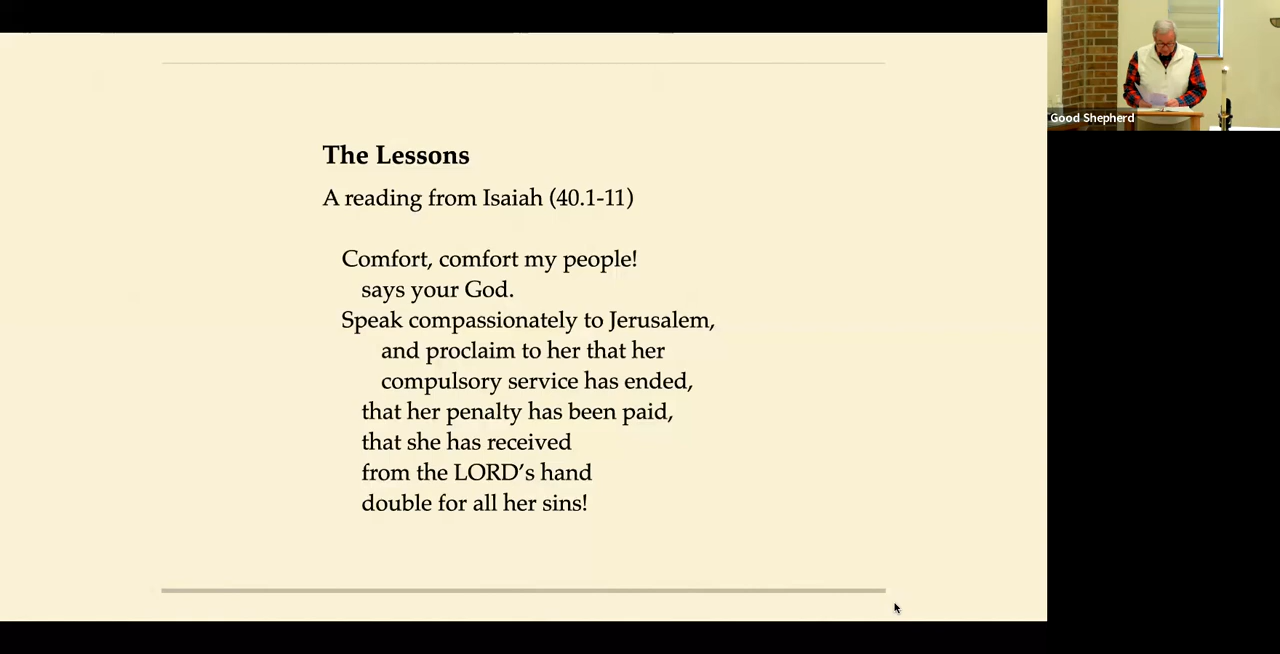 The Lessons
A reading from Isaiah (40.1-11)
Comfort, comfort my people!
says your God.
Speak compassionately to Jerusalem,
and proclaim to her that her
compulsory service has ended,
that her penalty has been paid,
that she has received
from the LORD’s hand
double for all her sins!
Good Shepherd